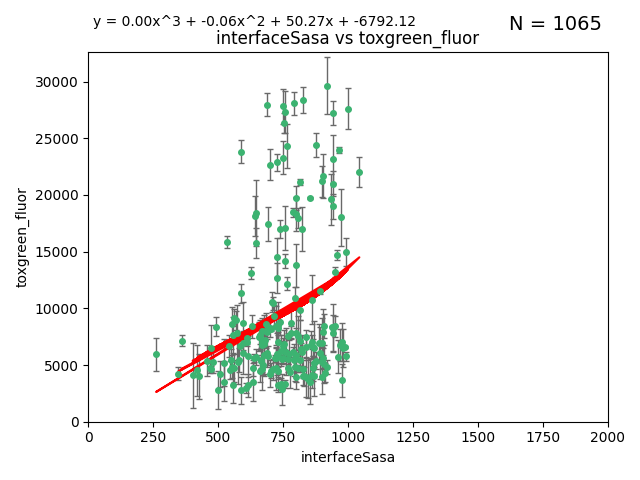 y = 0.00x^3 + -0.06x^2 + 50.27x + -6792.12
N = 1065
interfaceSasa vs toxgreen_fluor
30000
25000
20000
15000
10000
5000
0
toxgreen_fluor
0 250 500 750 1000 1250 1500 1750 2000
interfaceSasa